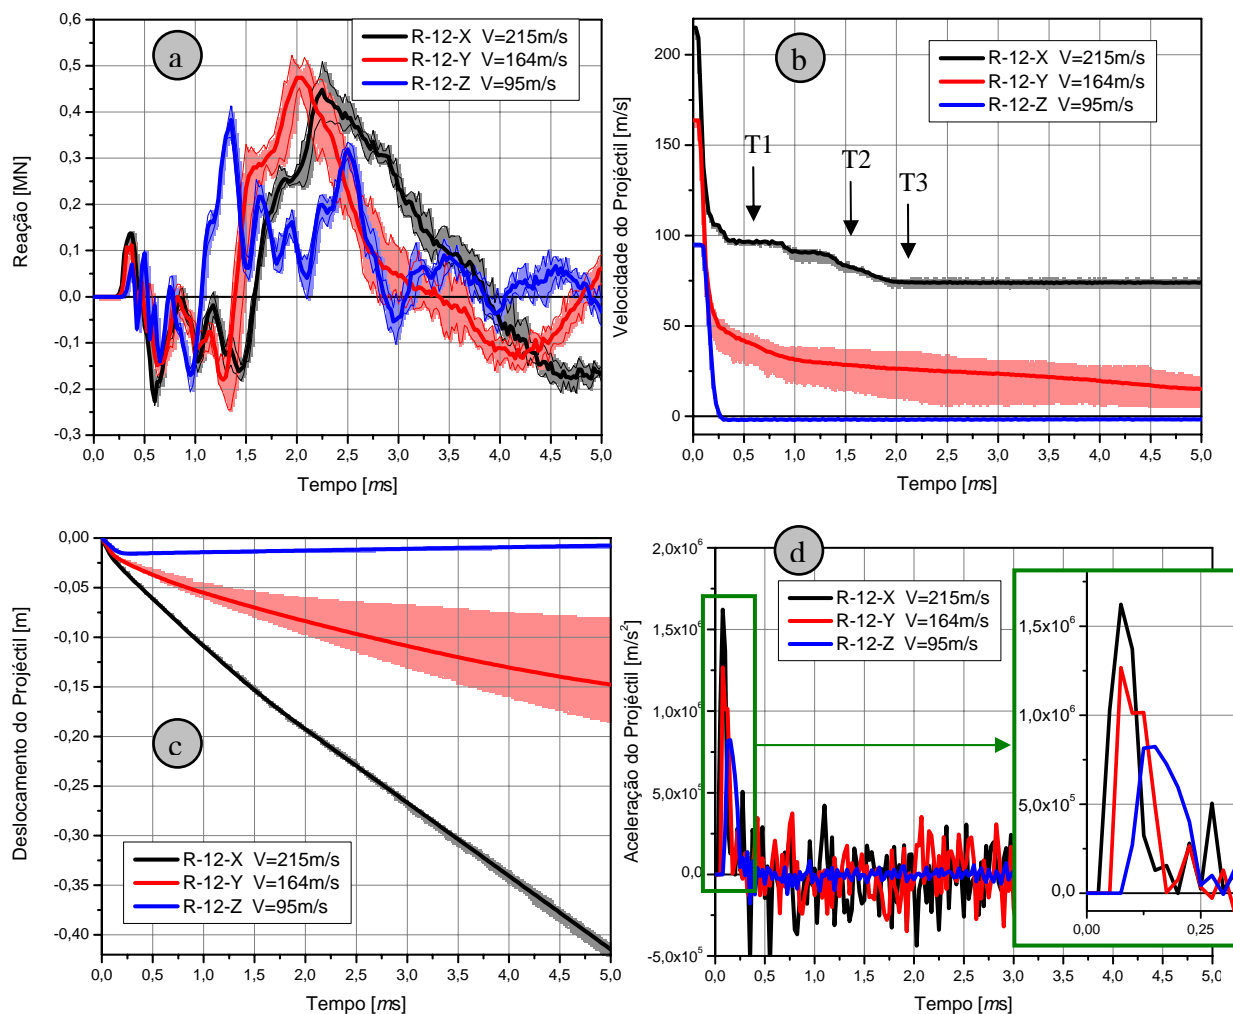 a
R-12-X V=215m/s
R-12-Y V=164m/s
R-12-Z V=95m/s
0,6
0,5
0,4
0,3
0,2
0,1
0,0
-0,1
-0,2
-0,3
Reação [MN]
0,0 0,5 1,0 1,5 2,0 2,5 3,0 3,5 4,0 4,5 5,0
Tempo [ms]
b
R-12-X V=215m/s
R-12-Y V=164m/s
R-12-Z V=95m/s
T1
T2
T3
200
150
100
50
0
Velocidade do Projéctil [m/s]
0,0 0,5 1,0 1,5 2,0 2,5 3,0 3,5 4,0 4,5 5,0
Tempo [ms]
0,00
-0,05
-0,10
-0,15
-0,20
-0,25
-0,30
-0,35
-0,40
Deslocamento do Projéctil [m]
c
R-12-X V=215m/s
R-12-Y V=164m/s
R-12-Z V=95m/s
0,0 0,5 1,0 1,5 2,0 2,5 3,0 3,5 4,0 4,5 5,0
Tempo [ms]
d
R-12-X V=215m/s
R-12-Y V=164m/s
R-12-Z V=95m/s
2,0x10⁶
1,5x10⁶
1,0x10⁶
5,0x10⁵
0,0
-5,0x10⁵
Aceleração do Projéctil [m/s²]
1,5x10⁶
1,0x10⁶
5,0x10⁵
0,0
0,00 0,25
0,0 0,5 1,0 1,5 2,0 2,5 3,0 3,5 4,0 4,5 5,0
Tempo [ms]